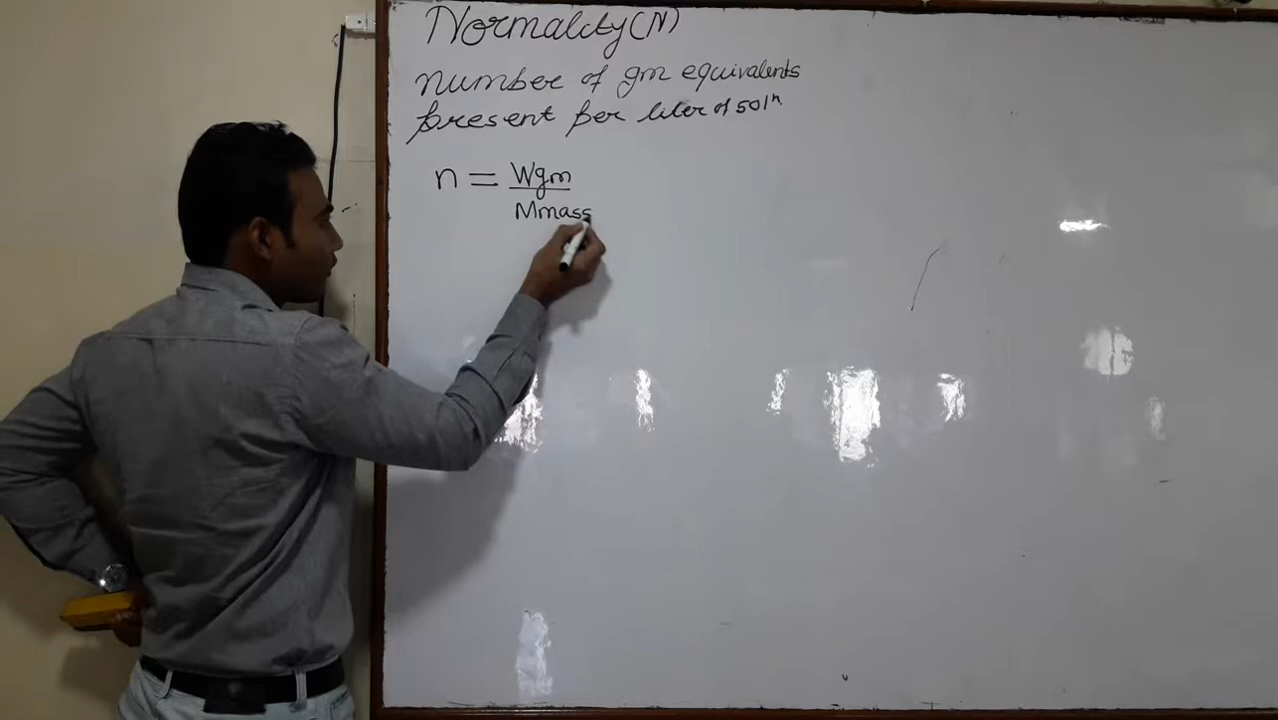 Normality(N)
number of gm equivalents
present per liter of solⁿ
n = Wgm
Mmass